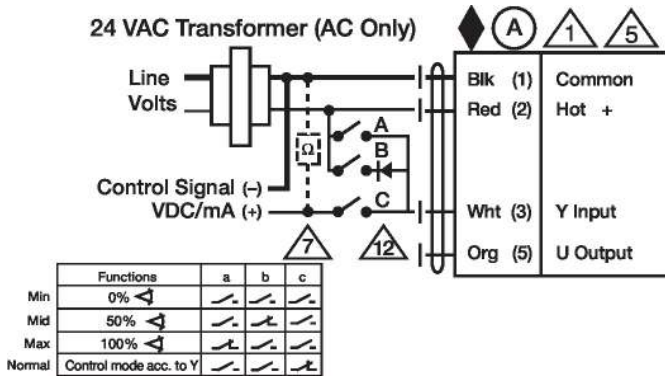 24 VAC Transformer (AC Only)
A
1
5
Line
Volts
Blk (1) Common
Red (2) Hot +
A
B
Ω
C
Control Signal (–)
VDC/mA (+)
Wht (3) Y Input
7
12
Org (5) U Output
Functions a b c
Min 0%
Mid 50%
Max 100%
Normal Control mode acc. to Y